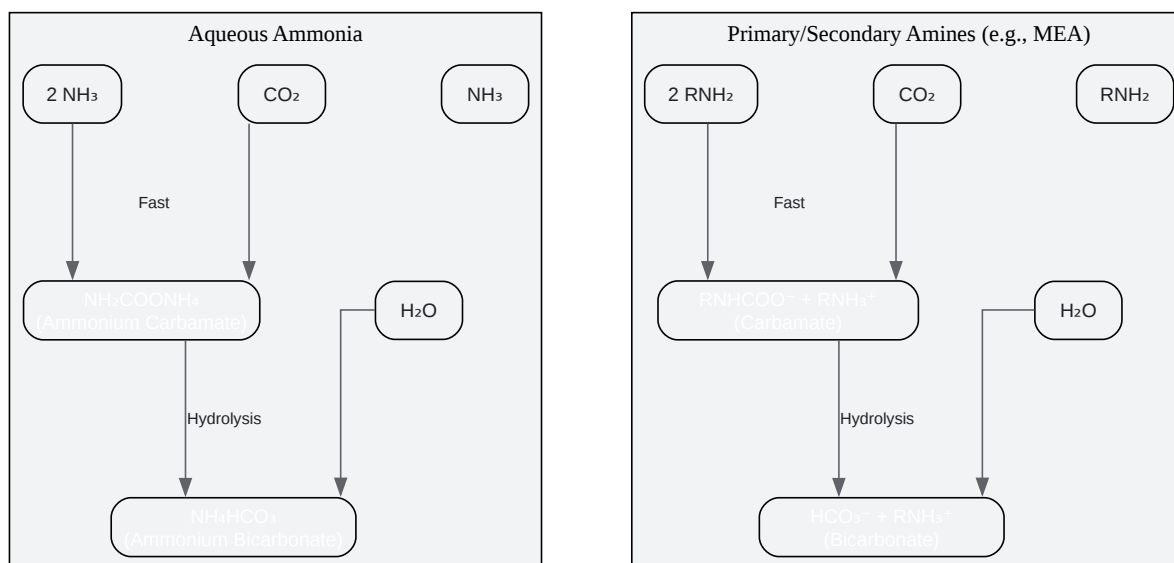 Aqueous Ammonia
2 NH₃
CO₂
NH₃
Fast
NH₂COONH₄
(Ammonium Carbamate)
H₂O
Hydrolysis
NH₄HCO₃
(Ammonium Bicarbonate)
Primary/Secondary Amines (e.g., MEA)
2 RNH₂
CO₂
RNH₂
Fast
RNHCOO⁻ + RNH₃⁺
(Carbamate)
H₂O
Hydrolysis
HCO₃⁻ + RNH₃⁺
(Bicarbonate)